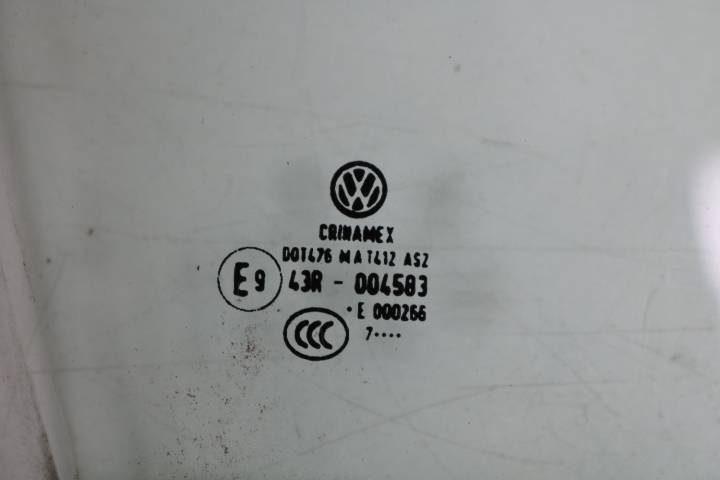 CRINAMEX
DOT476 M A T412 AS2
E9 43R - 004583
• E 000266
CCC 7••••